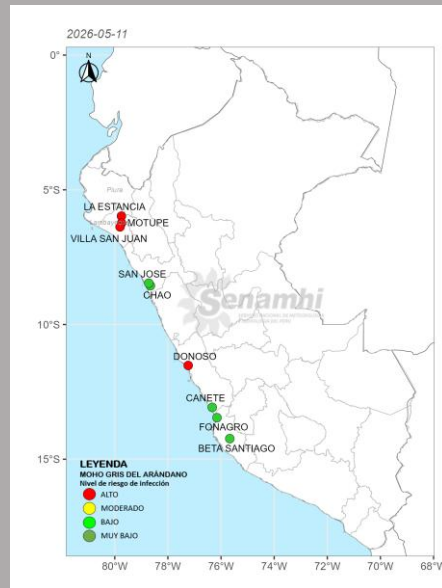 2026-05-11
N
0°
5°S
10°S
15°S
Piura
LA ESTANCIA
MOTUPE
VILLA SAN JUAN
SAN JOSE
CHAO
Senamhi
DONOSO
CANETE
FONAGRO
BETA SANTIAGO
LEYENDA
MOHO GRIS DEL ARÁNDANO
Nivel de riesgo de infección
ALTO
MODERADO
BAJO
MUY BAJO
80°W 78°W 76°W 74°W 72°W 70°W 68°W